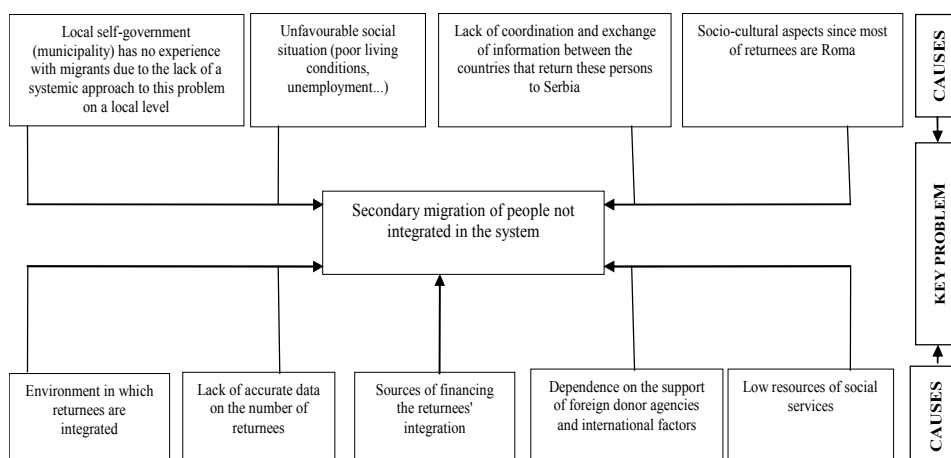 Local self-government
(municipality) has no experience
with migrants due to the lack of a
systemic approach to this problem
on a local level
Unfavourable social
situation (poor living
conditions,
unemployment...)
Lack of coordination and exchange
of information between the
countries that return these persons
to Serbia
Socio-cultural aspects since most
of returnees are Roma
CAUSES
Secondary migration of people not
integrated in the system
KEY PROBLEM
Environment in which
returnees are
integrated
Lack of accurate data
on the number of
returnees
Sources of financing
the returnees'
integration
Dependence on the support
of foreign donor agencies
and international factors
Low resources of social
services
CAUSES